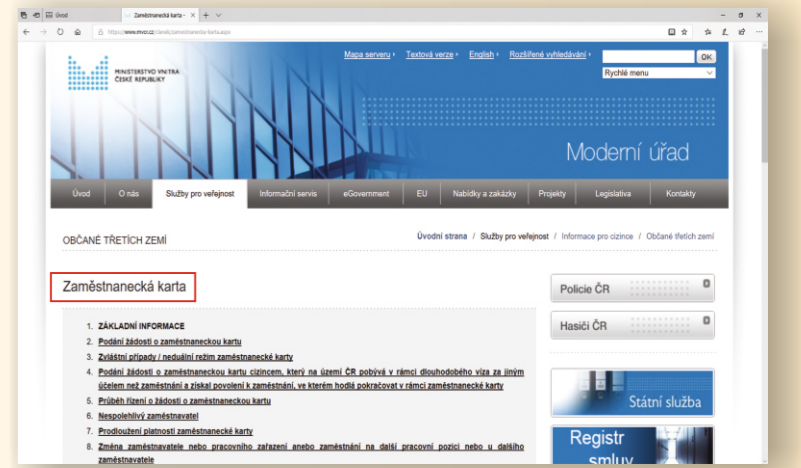 Úvod
Zaměstnanecká karta -
https://www.mvcr.cz/clanek/zamestnanecka-karta.aspx
Mapa serveru
Textová verze
English
Rozšířené vyhledávání
OK
MINISTERSTVO VNITRA
ČESKÉ REPUBLIKY
Rychlé menu
Moderní úřad
Úvod
O nás
Služby pro veřejnost
Informační servis
eGovernment
EU
Nabídky a zakázky
Projekty
Legislativa
Kontakty
OBČANÉ TŘETÍCH ZEMÍ
Úvodní strana / Služby pro veřejnost / Informace pro cizince / Občané třetích zemí
Zaměstnanecká karta
1. ZÁKLADNÍ INFORMACE
2. Podání žádosti o zaměstnaneckou kartu
3. Zvláštní případy / neduální režim zaměstnanecké karty
4. Podání žádosti o zaměstnaneckou kartu cizincem, který na území ČR pobývá v rámci dlouhodobého víza za jiným
účelem než zaměstnání a získal povolení k zaměstnání, ve kterém hodlá pokračovat v rámci zaměstnanecké karty
5. Průběh řízení o žádosti o zaměstnaneckou kartu
6. Nespolehlivý zaměstnavatel
7. Prodloužení platnosti zaměstnanecké karty
8. Změna zaměstnavatele nebo pracovního zařazení anebo zaměstnání na další pracovní pozici nebo u dalšího
zaměstnavatele
Policie ČR
Hasiči ČR
Státní služba
Registr
smluv